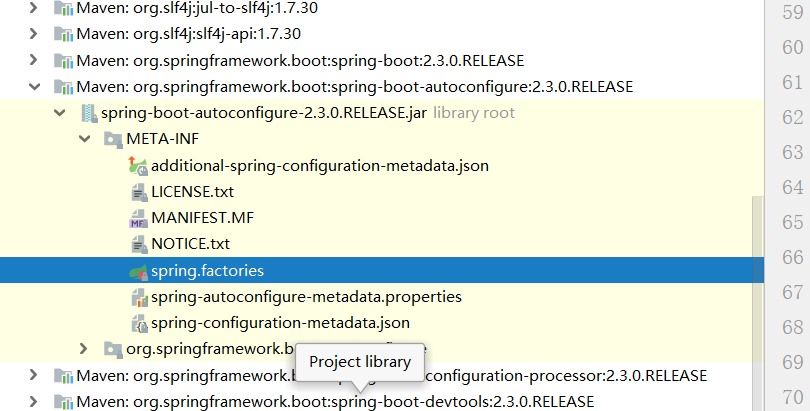 Maven: org.slf4j:jul-to-slf4j:1.7.30
Maven: org.slf4j:slf4j-api:1.7.30
Maven: org.springframework.boot:spring-boot:2.3.0.RELEASE
Maven: org.springframework.boot:spring-boot-autoconfigure:2.3.0.RELEASE
spring-boot-autoconfigure-2.3.0.RELEASE.jar library root
META-INF
additional-spring-configuration-metadata.json
LICENSE.txt
MF MANIFEST.MF
NOTICE.txt
spring.factories
spring-autoconfigure-metadata.properties
spring-configuration-metadata.json
org.springframework.bo
Project library
Maven: org.springframework.boot configuration-processor:2.3.0.RELEASE
Maven: org.springframework.boot:spring-boot-devtools:2.3.0.RELEASE
59
60
61
62
63
64
65
66
67
68
69
70